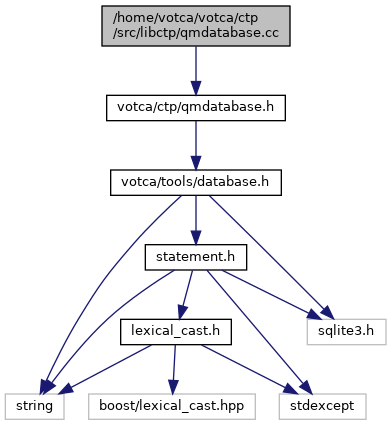 /home/votca/votca/ctp
/src/libctp/qmdatabase.cc
votca/ctp/qmdatabase.h
votca/tools/database.h
statement.h
lexical_cast.h
sqlite3.h
string
boost/lexical_cast.hpp
stdexcept